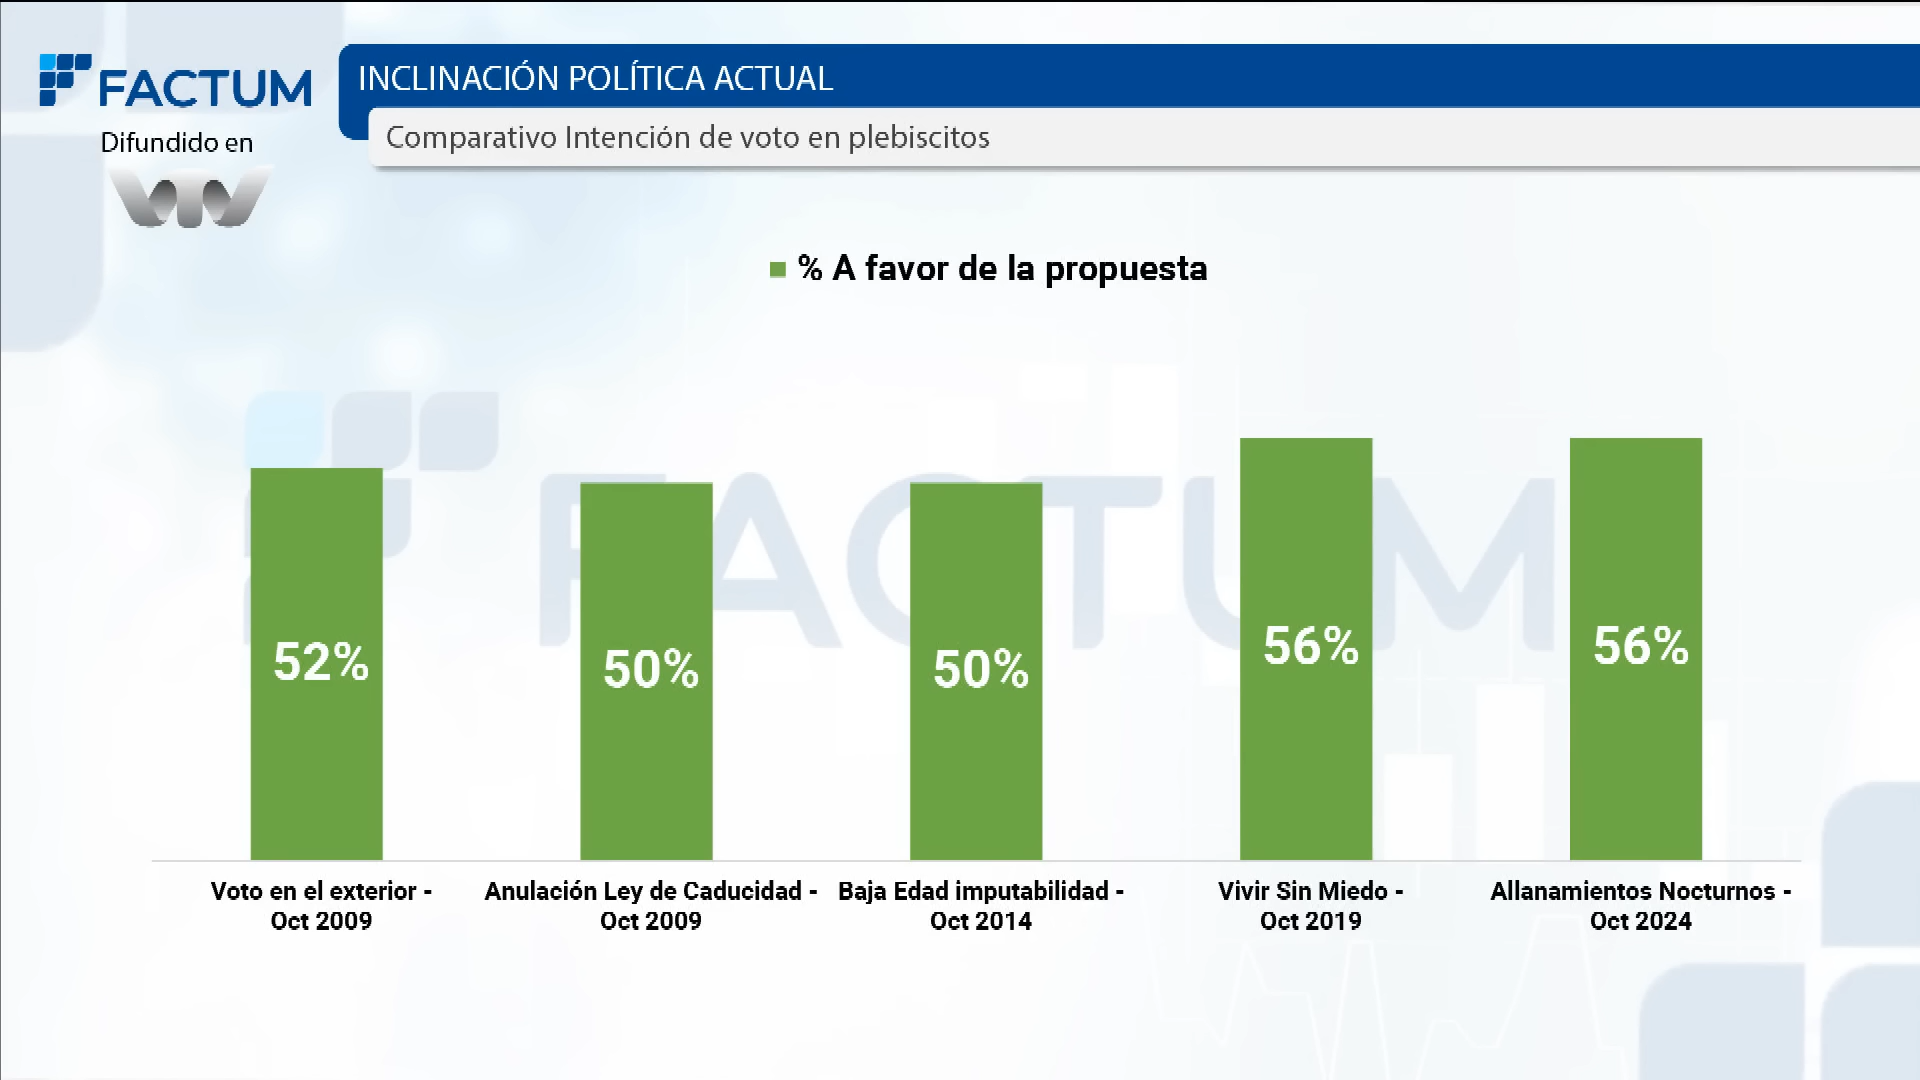 FACTUM
Difundido en
VTV
INCLINACIÓN POLÍTICA ACTUAL
Comparativo Intención de voto en plebiscitos
% A favor de la propuesta
FACTUM
52%
50%
50%
56%
56%
Voto en el exterior -
Oct 2009
Anulación Ley de Caducidad -
Oct 2009
Baja Edad imputabilidad -
Oct 2014
Vivir Sin Miedo -
Oct 2019
Allanamientos Nocturnos -
Oct 2024